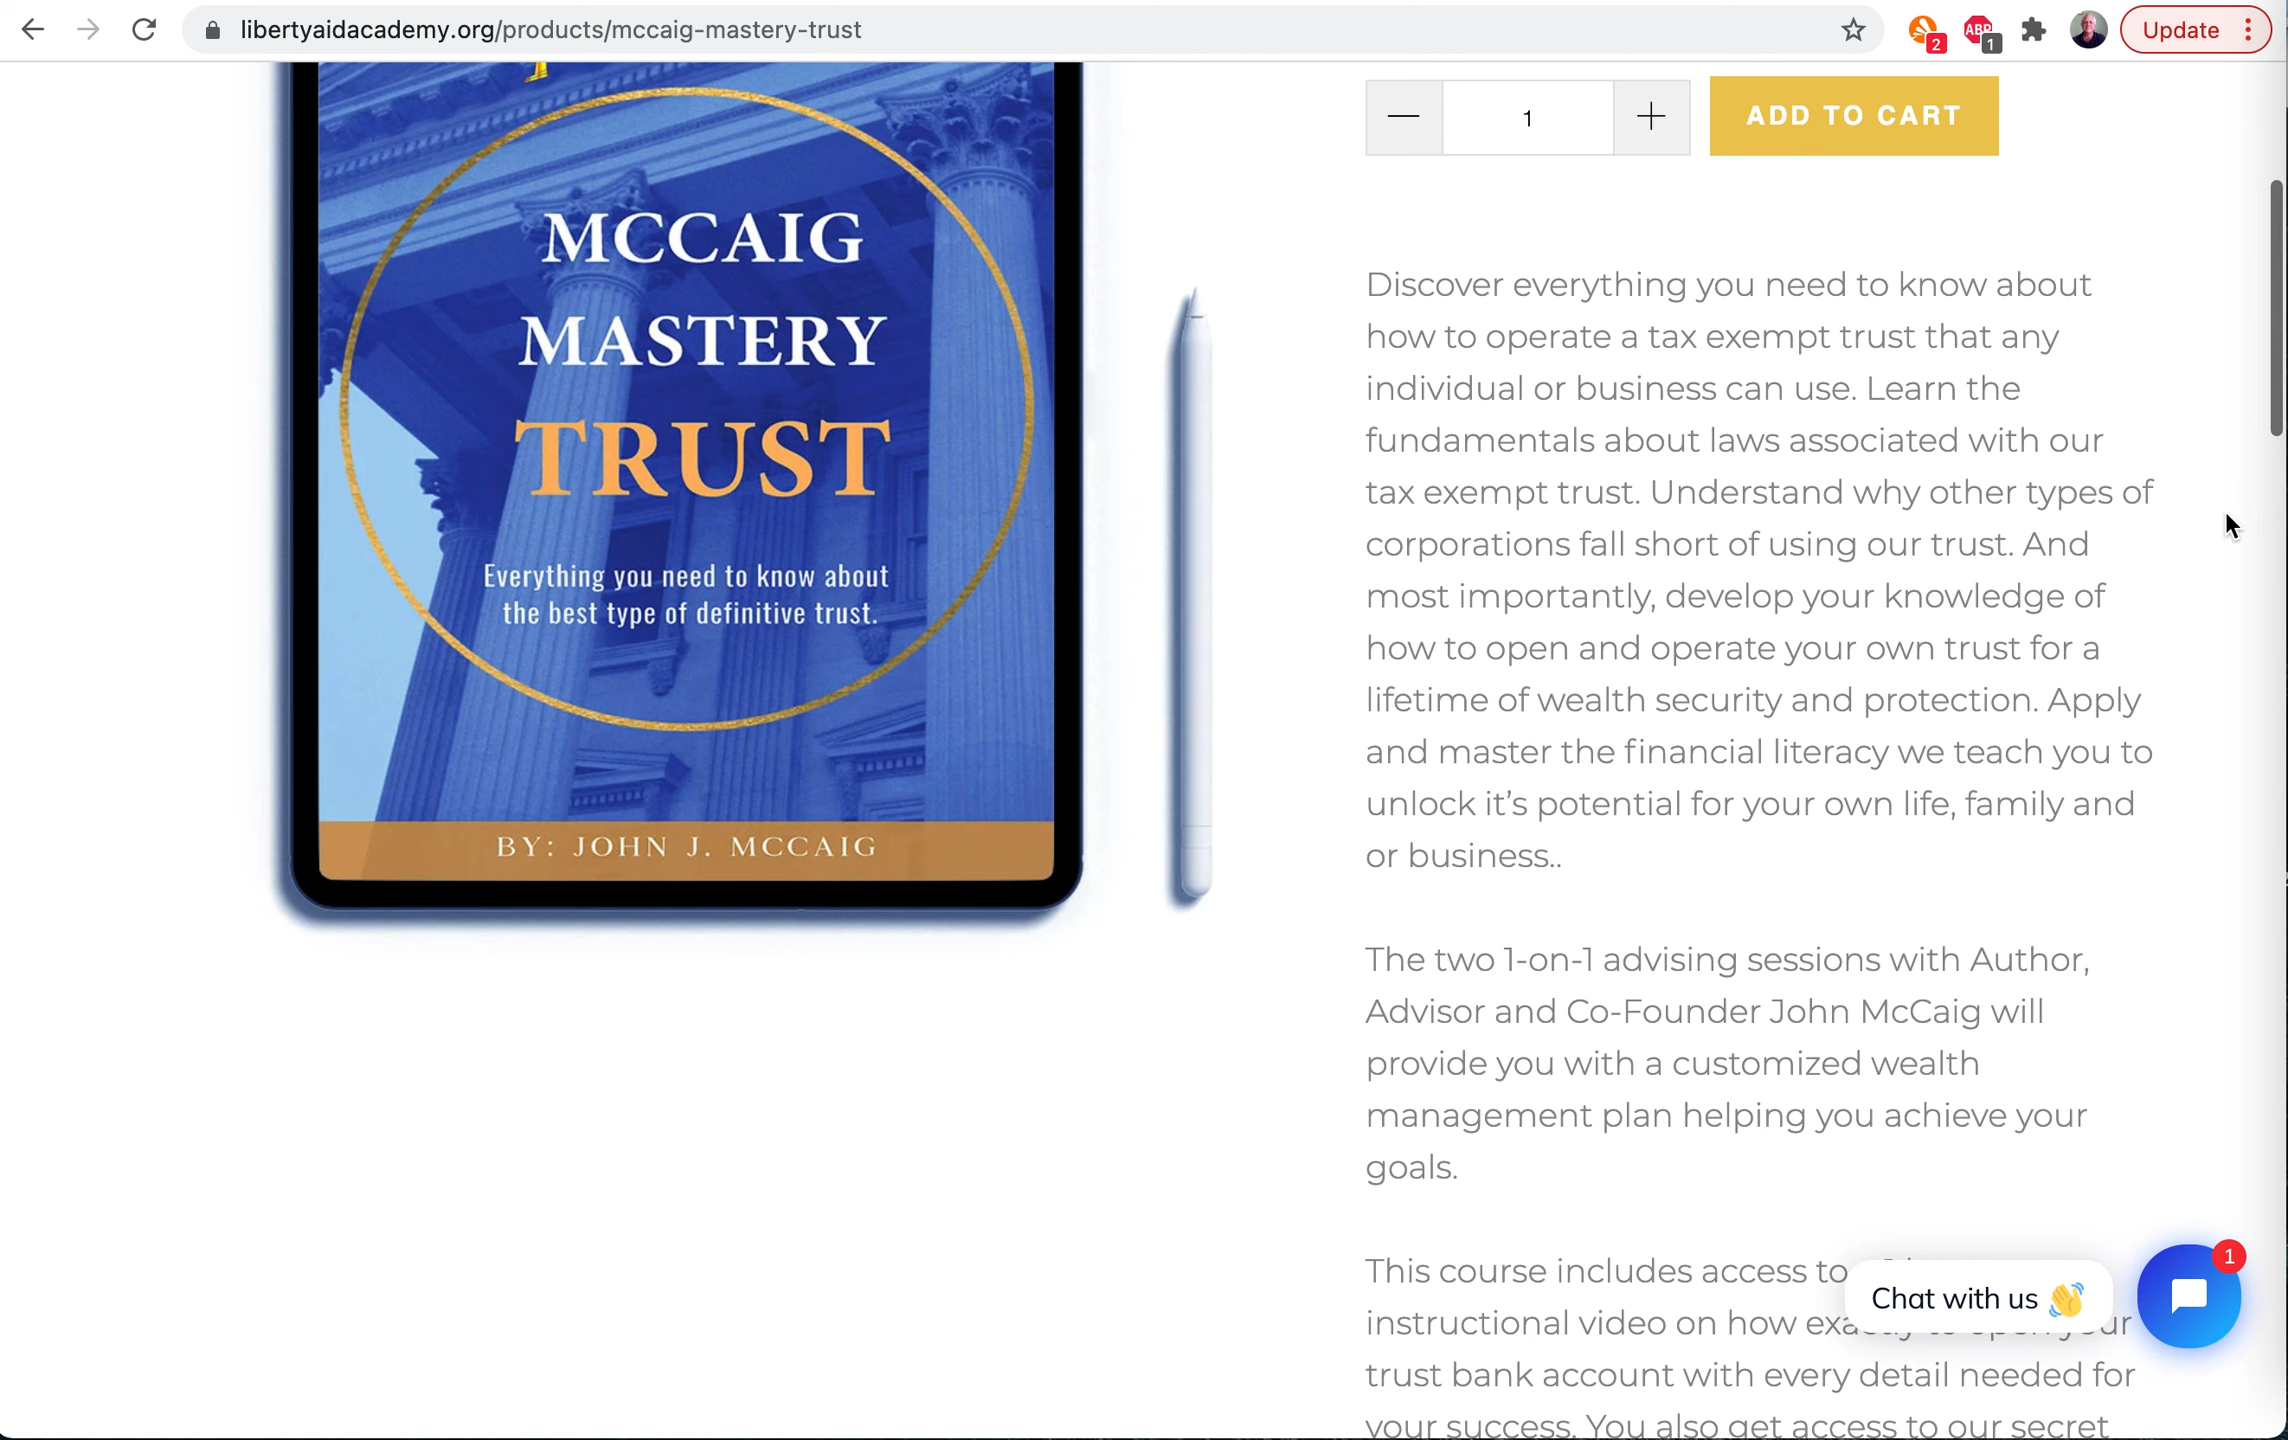 libertyaidacademy.org/products/mccaig-mastery-trust
2
ABP
1
Update
MCCAIG
MASTERY
TRUST
Everything you need to know about
the best type of definitive trust.
BY: JOHN J. MCCAIG
1
ADD TO CART
Discover everything you need to know about
how to operate a tax exempt trust that any
individual or business can use. Learn the
fundamentals about laws associated with our
tax exempt trust. Understand why other types of
corporations fall short of using our trust. And
most importantly, develop your knowledge of
how to open and operate your own trust for a
lifetime of wealth security and protection. Apply
and master the financial literacy we teach you to
unlock it's potential for your own life, family and
or business..
The two 1-on-1 advising sessions with Author,
Advisor and Co-Founder John McCaig will
provide you with a customized wealth
management plan helping you achieve your
goals.
This course includes access to
instructional video on how exactly to open your
trust bank account with every detail needed for
your success. You also get access to our secret
Chat with us 👋
1